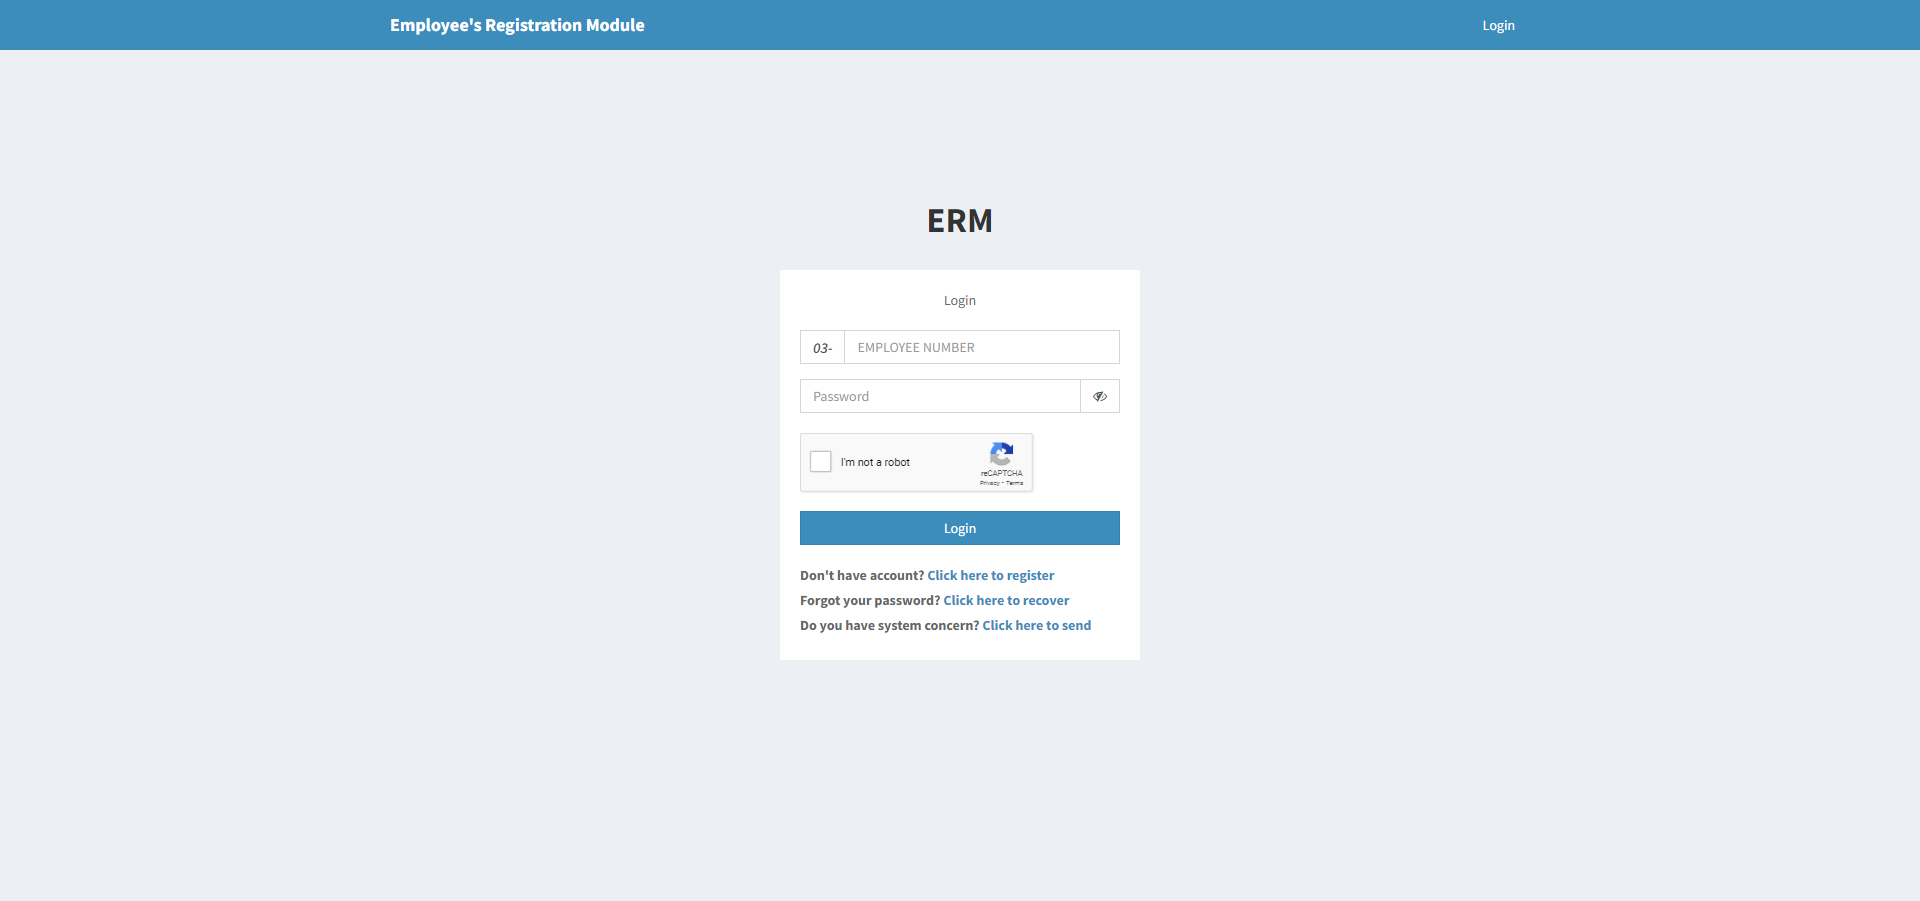 Employee's Registration Module
Login
ERM
Login
03-
EMPLOYEE NUMBER
Password
I'm not a robot
reCAPTCHA
Privacy - Terms
Login
Don't have account? Click here to register
Forgot your password? Click here to recover
Do you have system concern? Click here to send